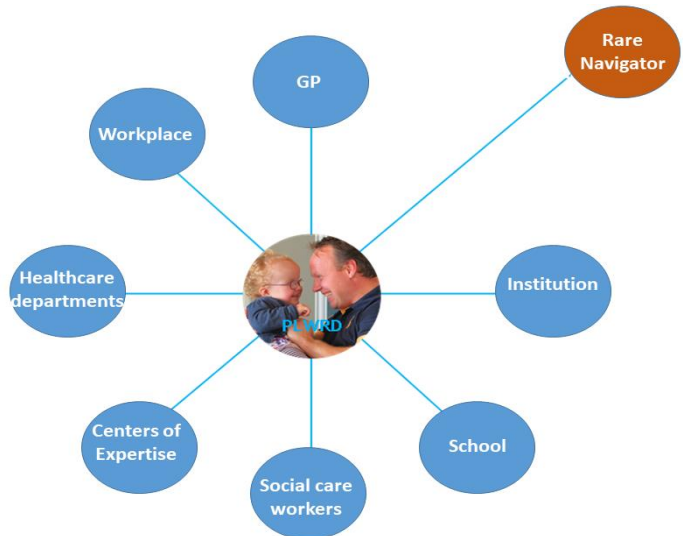 Rare
Navigator
GP
Workplace
Healthcare
departments
Institution
PLWRD
Centers of
Expertise
School
Social care
workers